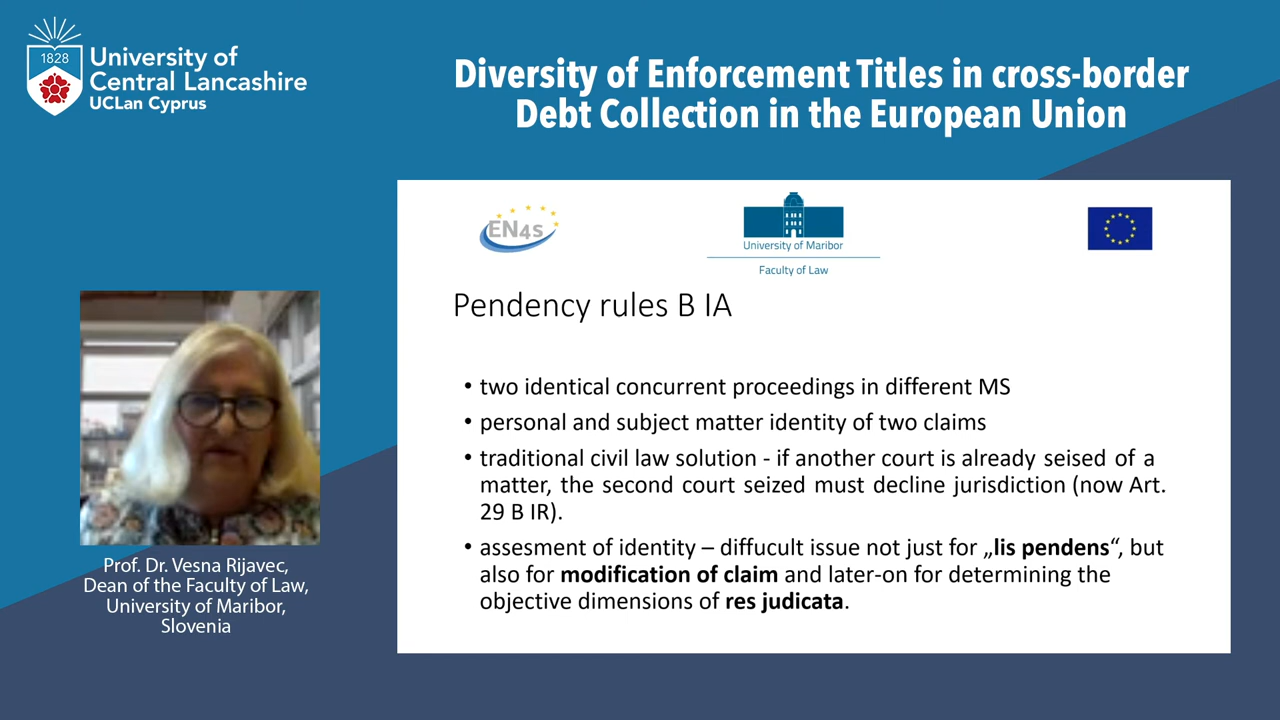 1828
University of
Central Lancashire
UCLan Cyprus
Diversity of Enforcement Titles in cross-border
Debt Collection in the European Union
EN4s
University of Maribor
Faculty of Law
Pendency rules B IA
• two identical concurrent proceedings in different MS
• personal and subject matter identity of two claims
• traditional civil law solution - if another court is already seised of a
matter, the second court seized must decline jurisdiction (now Art.
29 B IR).
• assesment of identity – diffucult issue not just for „lis pendens“, but
also for modification of claim and later-on for determining the
objective dimensions of res judicata.
Prof. Dr. Vesna Rijavec,
Dean of the Faculty of Law,
University of Maribor,
Slovenia